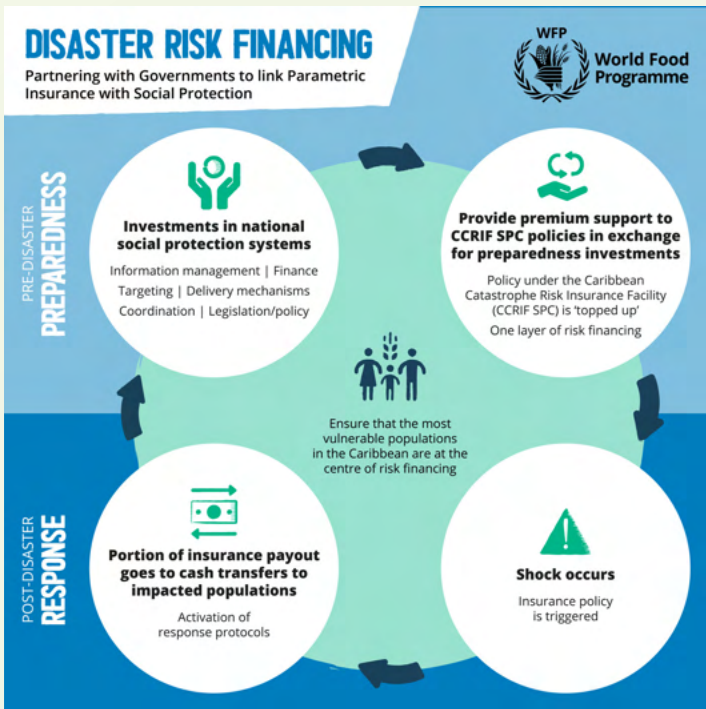 DISASTER RISK FINANCING
Partnering with Governments to link Parametric
Insurance with Social Protection
WFP
World Food
Programme
PRE-DISASTER
PREPAREDNESS
Investments in national
social protection systems
Information management | Finance
Targeting | Delivery mechanisms
Coordination | Legislation/policy
Provide premium support to
CCRIF SPC policies in exchange
for preparedness investments
Policy under the Caribbean
Catastrophe Risk Insurance Facility
(CCRIF SPC) is ‘topped up’
One layer of risk financing
Ensure that the most
vulnerable populations
in the Caribbean are at the
centre of risk financing
POST-DISASTER
RESPONSE
Portion of insurance payout
goes to cash transfers to
impacted populations
Activation of
response protocols
Shock occurs
Insurance policy
is triggered